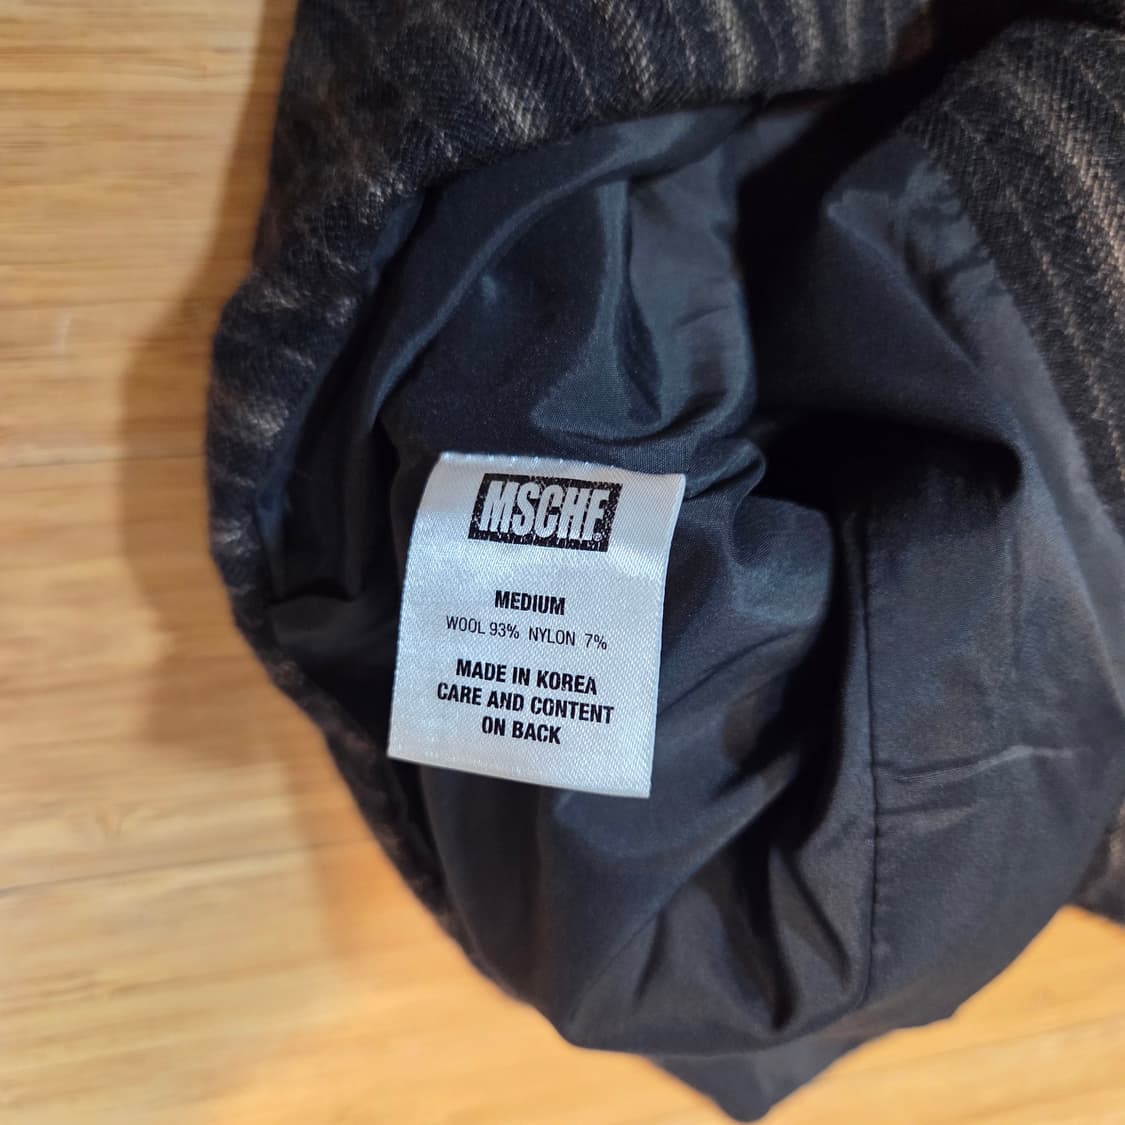 MSCHF
MEDIUM
WOOL 93% NYLON 7%
MADE IN KOREA
CARE AND CONTENT
ON BACK